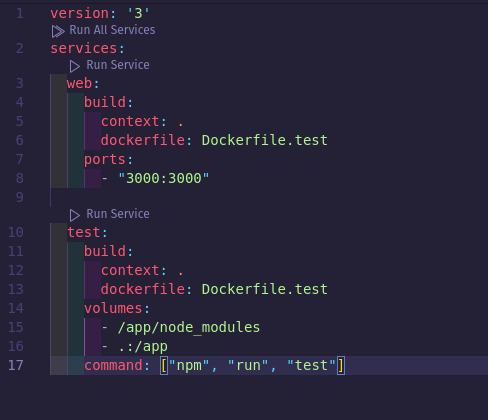 1 version: '3'
Run All Services
2 services:
Run Service
3 web:
4 build:
5 context: .
6 dockerfile: Dockerfile.test
7 ports:
8 - "3000:3000"
9
Run Service
10 test:
11 build:
12 context: .
13 dockerfile: Dockerfile.test
14 volumes:
15 - /app/node_modules
16 - .:/app
17 command: ["npm", "run", "test"]